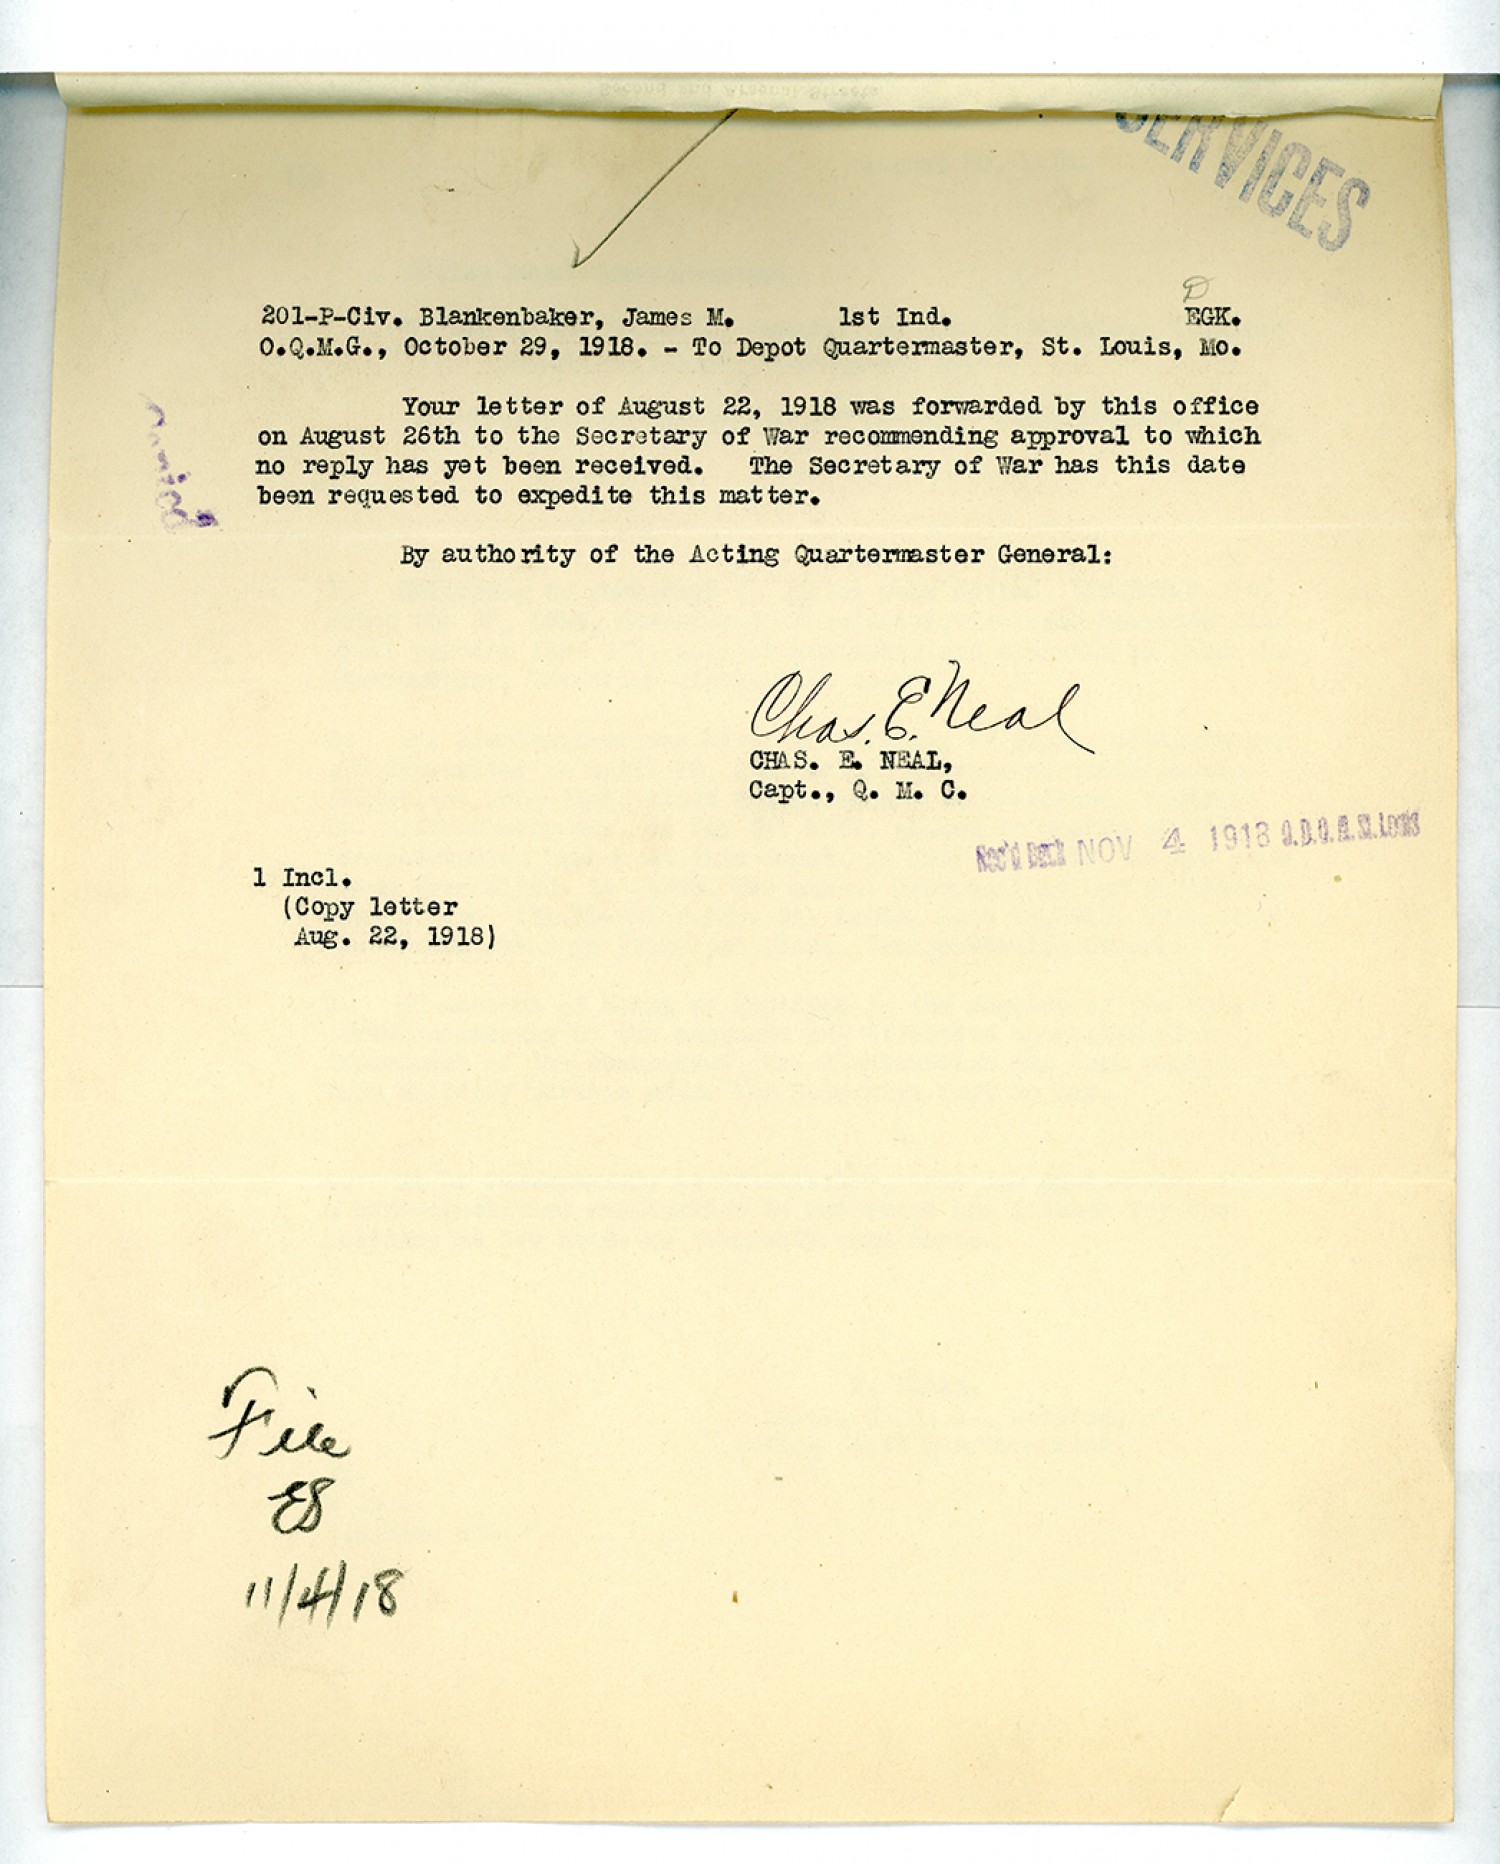 SERVICES
D
201-P-Civ. Blankenbaker, James M. 1st Ind. EGK.
O.Q.M.G., October 29, 1918. - To Depot Quartermaster, St. Louis, Mo.
Your letter of August 22, 1918 was forwarded by this office
on August 26th to the Secretary of War recommending approval to which
no reply has yet been received. The Secretary of War has this date
been requested to expedite this matter.
By authority of the Acting Quartermaster General:
Chas. E. Neal
CHAS. E. NEAL,
Capt., Q. M. C.
Rec'd Back NOV 4 1918
1 Incl.
(Copy letter
Aug. 22, 1918)
File
ES
11/4/18